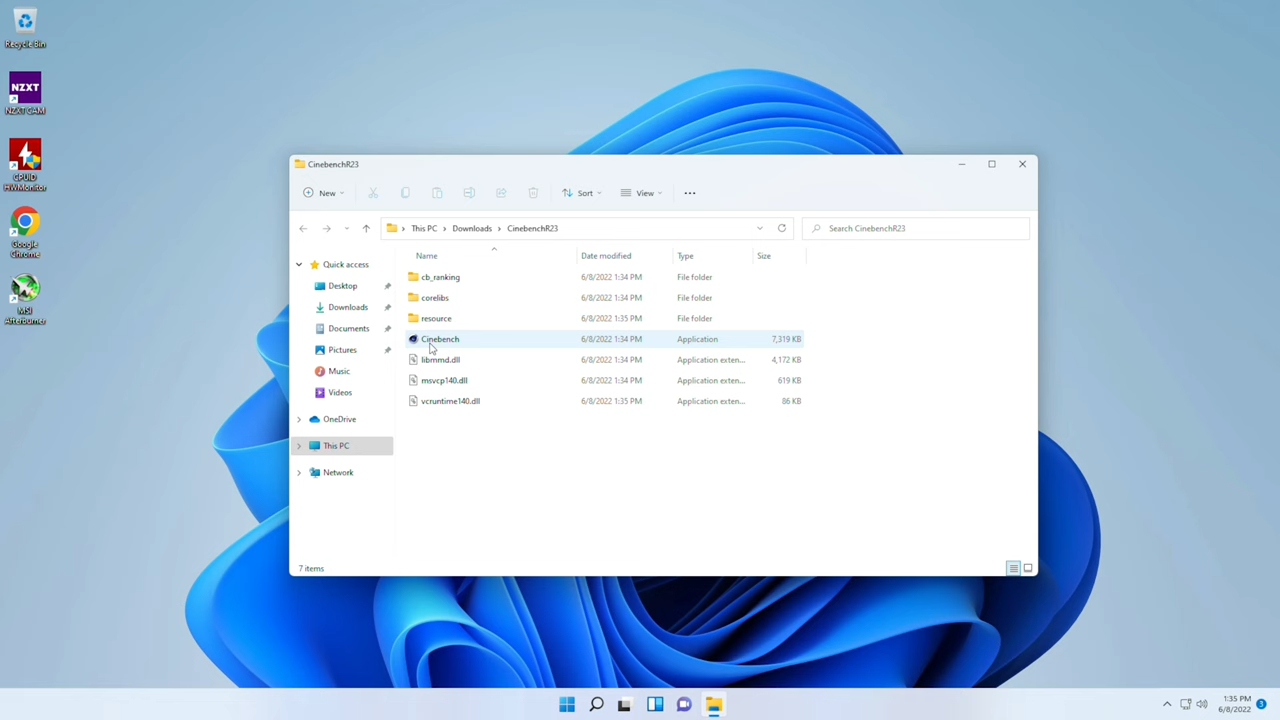 Recycle Bin
NZXT
NZXT CAM
CPUID
HWMonitor
Google
Chrome
MSI
Afterburner
CinebenchR23
New
Sort
View
This PC > Downloads > CinebenchR23
Search CinebenchR23
Name Date modified Type Size
Quick access
Desktop
Downloads
Documents
Pictures
Music
Videos
OneDrive
This PC
Network
cb_ranking 6/8/2022 1:34 PM File folder
corelibs 6/8/2022 1:34 PM File folder
resource 6/8/2022 1:35 PM File folder
Cinebench 6/8/2022 1:34 PM Application 7,319 KB
libmmd.dll 6/8/2022 1:34 PM Application exten... 4,172 KB
msvcp140.dll 6/8/2022 1:34 PM Application exten... 619 KB
vcruntime140.dll 6/8/2022 1:35 PM Application exten... 86 KB
7 items
1:35 PM
6/8/2022
3